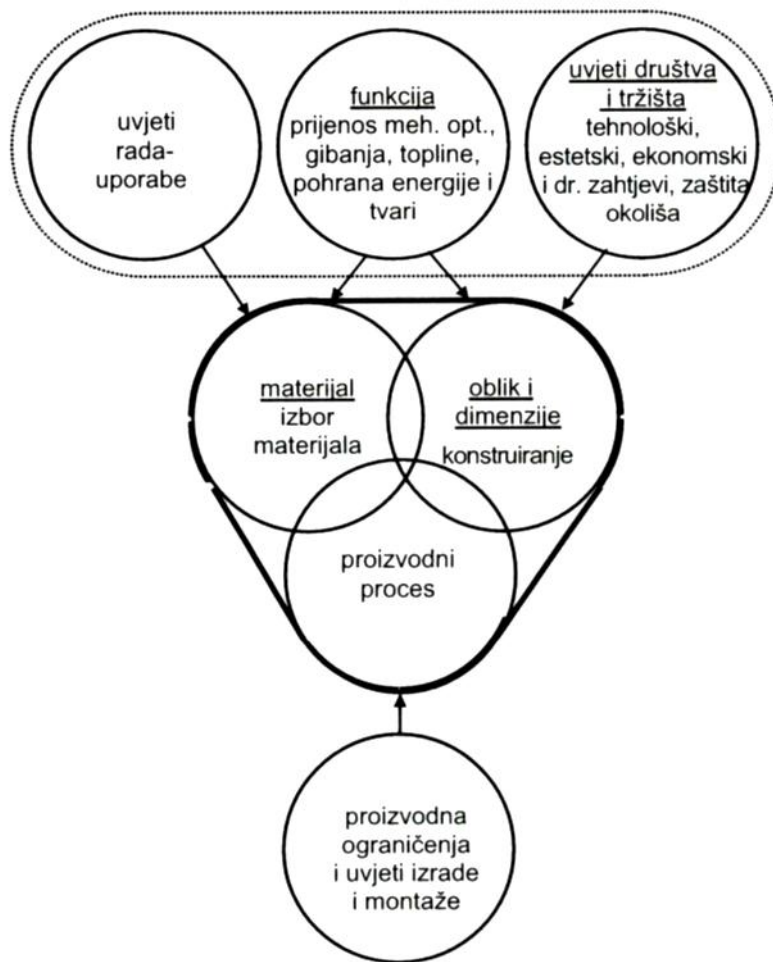 uvjeti
rada-
uporabe
funkcija
prijenos meh. opt.,
gibanja, topline,
pohrana energije i
tvari
uvjeti društva
i tržišta
tehnološki,
estetski, ekonomski
i dr. zahtjevi, zaštita
okoliša
materijal
izbor
materijala
oblik i
dimenzije
konstruiranje
proizvodni
proces
proizvodna
ograničenja
i uvjeti izrade
i montaže